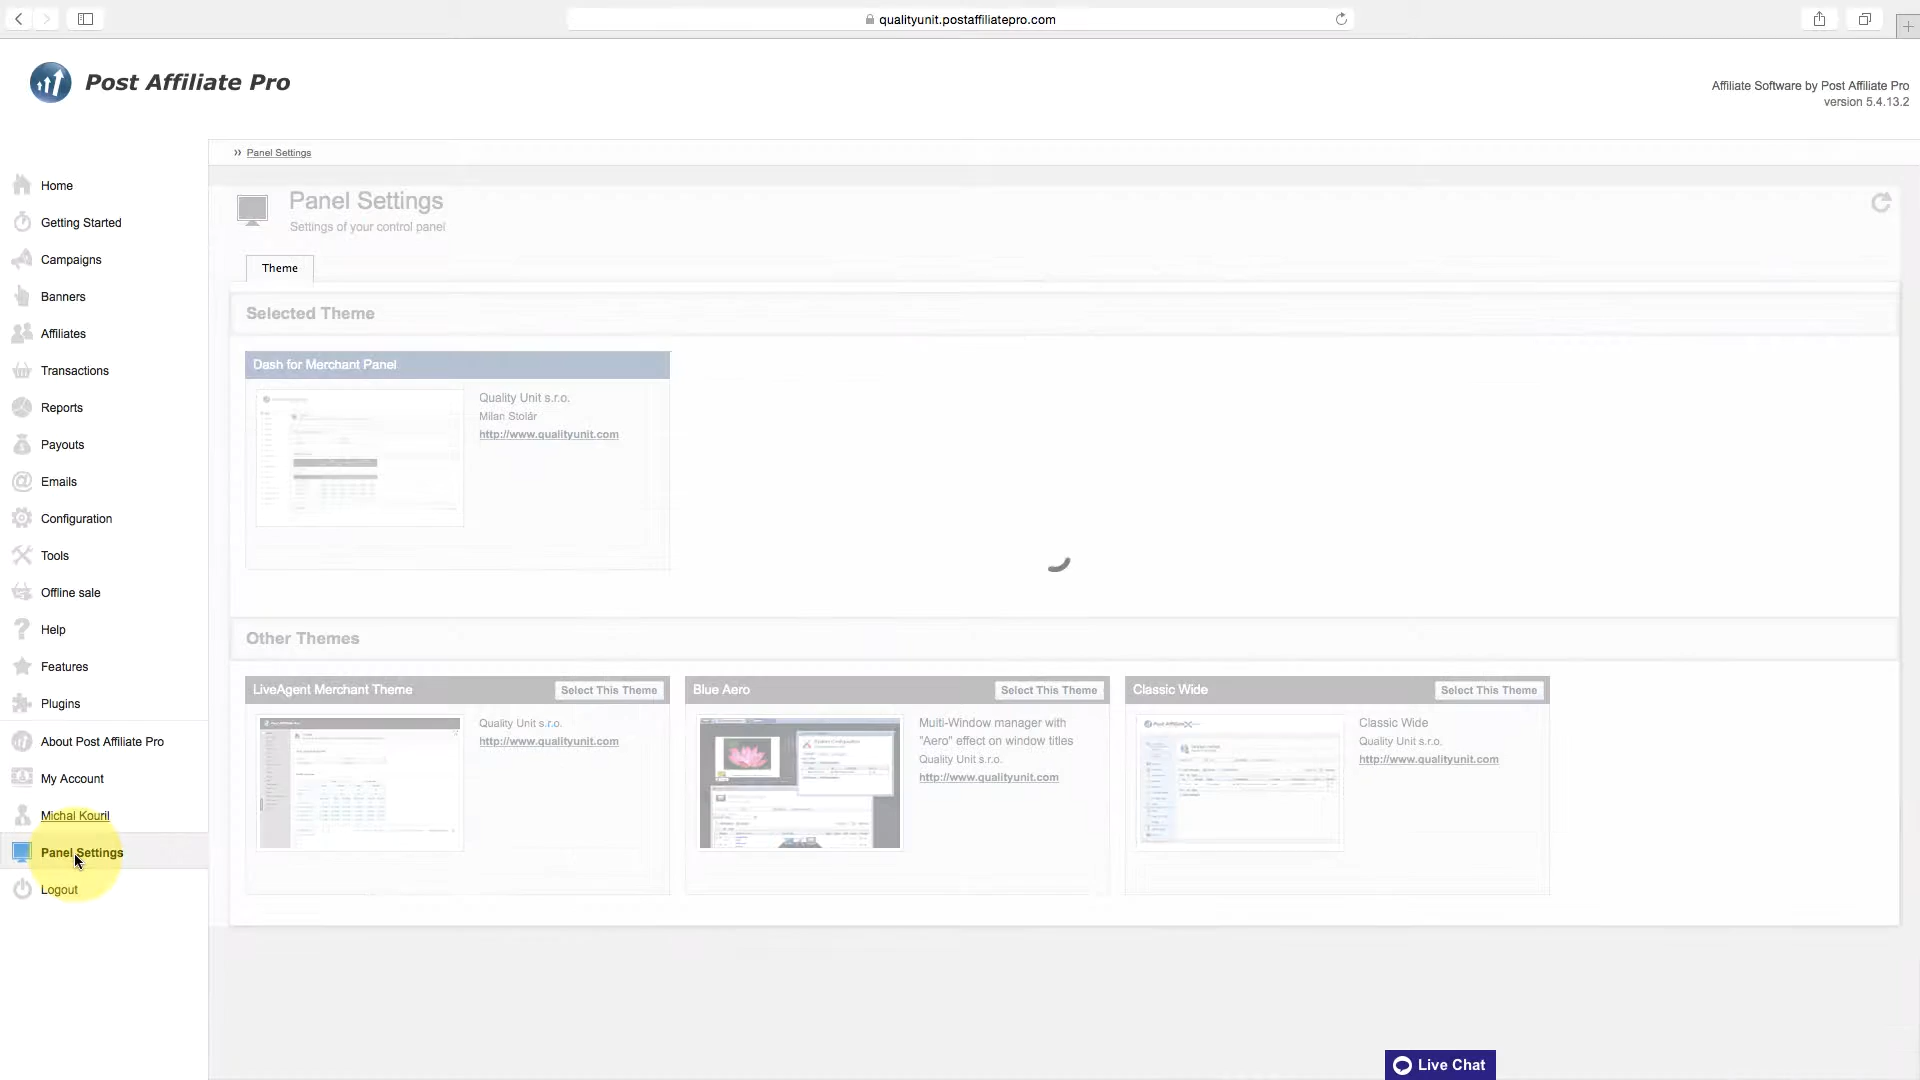 qualityunit.postaffiliatepro.com
Post Affiliate Pro
Affiliate Software by Post Affiliate Pro
version 5.4.13.2
›› Panel Settings
Home
Getting Started
Campaigns
Banners
Affiliates
Transactions
Reports
Payouts
Emails
Configuration
Tools
Offline sale
Help
Features
Plugins
About Post Affiliate Pro
My Account
Michal Kouril
Panel Settings
Logout
Panel Settings
Settings of your control panel
Theme
Selected Theme
Dash for Merchant Panel
Quality Unit s.r.o.
Milan Stolár
http://www.qualityunit.com
Other Themes
LiveAgent Merchant Theme
Select This Theme
Quality Unit s.r.o.
http://www.qualityunit.com
Blue Aero
Select This Theme
Multi-Window manager with
"Aero" effect on window titles
Quality Unit s.r.o.
http://www.qualityunit.com
Classic Wide
Select This Theme
Classic Wide
Quality Unit s.r.o.
http://www.qualityunit.com
Live Chat